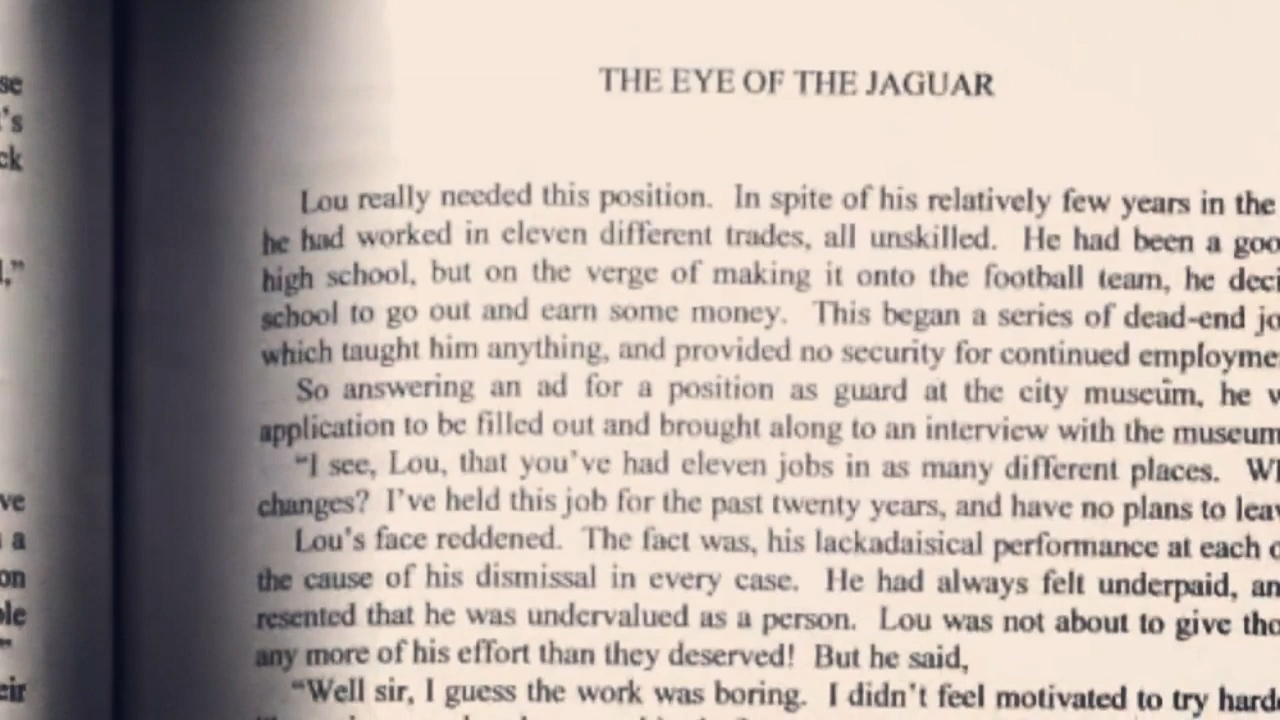 se
's
ck
,"
ve
a
on
ple
"
eir
THE EYE OF THE JAGUAR
Lou really needed this position. In spite of his relatively few years in the
he had worked in eleven different trades, all unskilled. He had been a goo
high school, but on the verge of making it onto the football team, he deci
school to go out and earn some money. This began a series of dead-end jo
which taught him anything, and provided no security for continued employme
So answering an ad for a position as guard at the city museum, he w
application to be filled out and brought along to an interview with the museum
"I see, Lou, that you've had eleven jobs in as many different places. Wh
changes? I've held this job for the past twenty years, and have no plans to leav
Lou's face reddened. The fact was, his lackadaisical performance at each o
the cause of his dismissal in every case. He had always felt underpaid, an
resented that he was undervalued as a person. Lou was not about to give tho
any more of his effort than they deserved! But he said,
"Well sir, I guess the work was boring. I didn't feel motivated to try hard